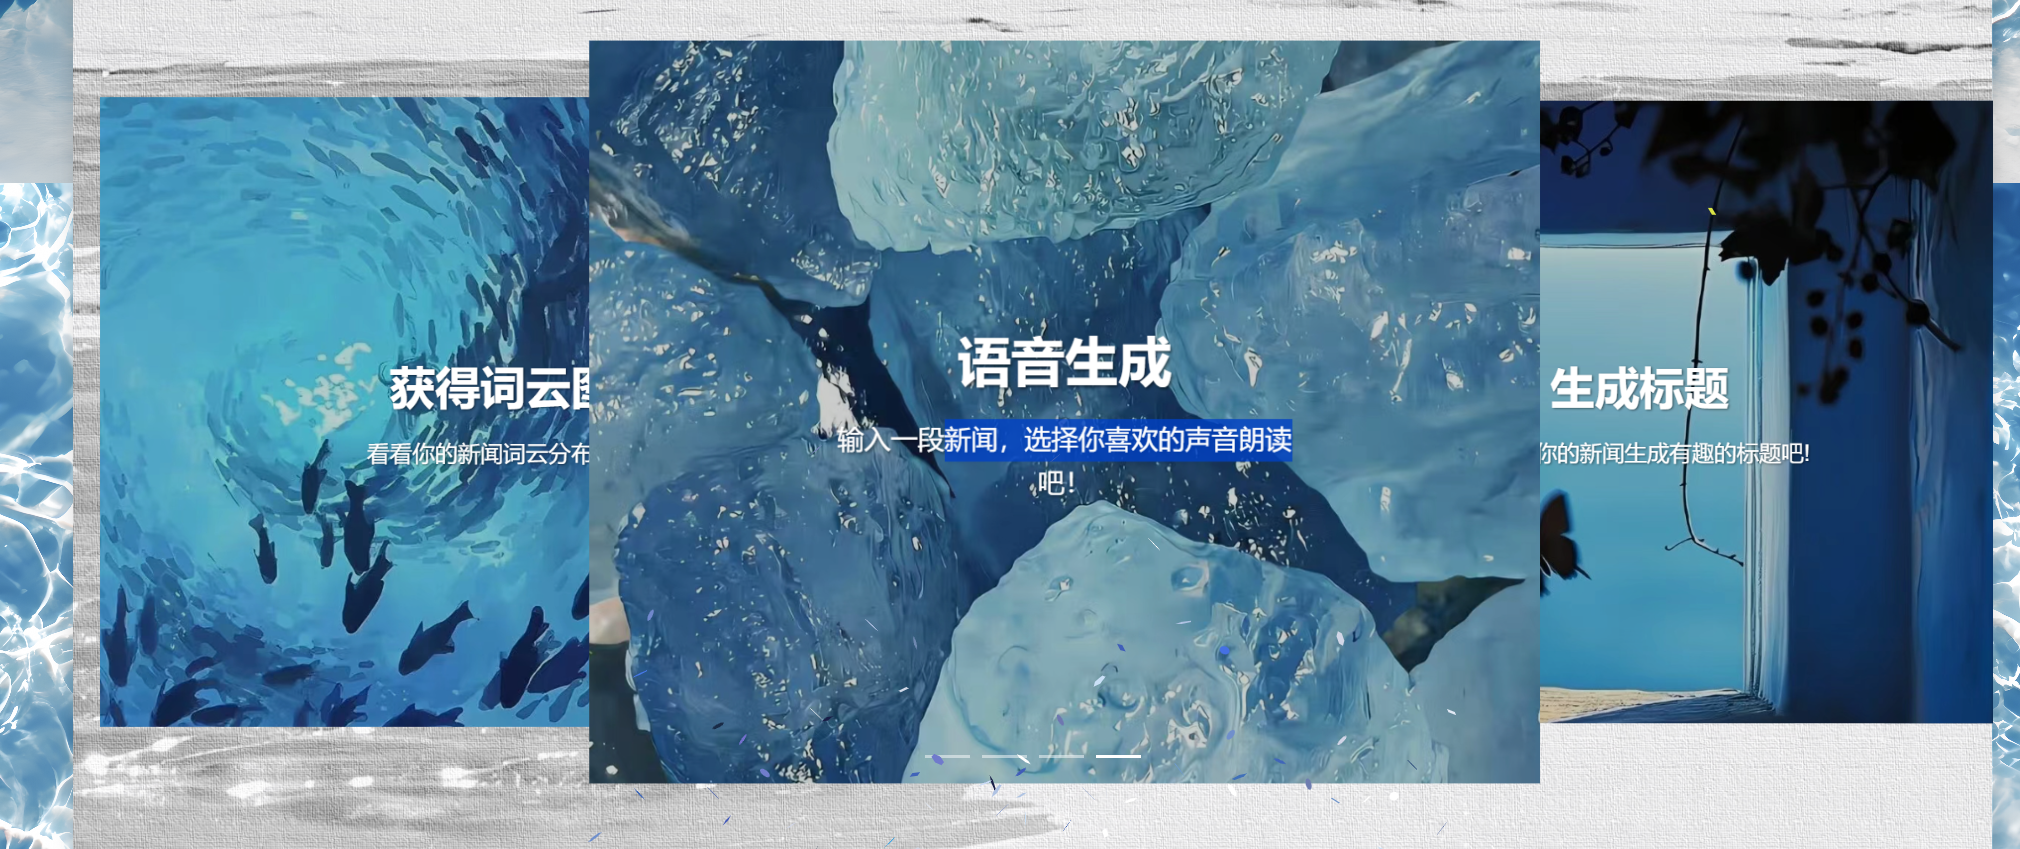 获得词云
看看你的新闻词云分布
语音生成
输入一段新闻，选择你喜欢的声音朗读
吧！
生成标题
你的新闻生成有趣的标题吧!